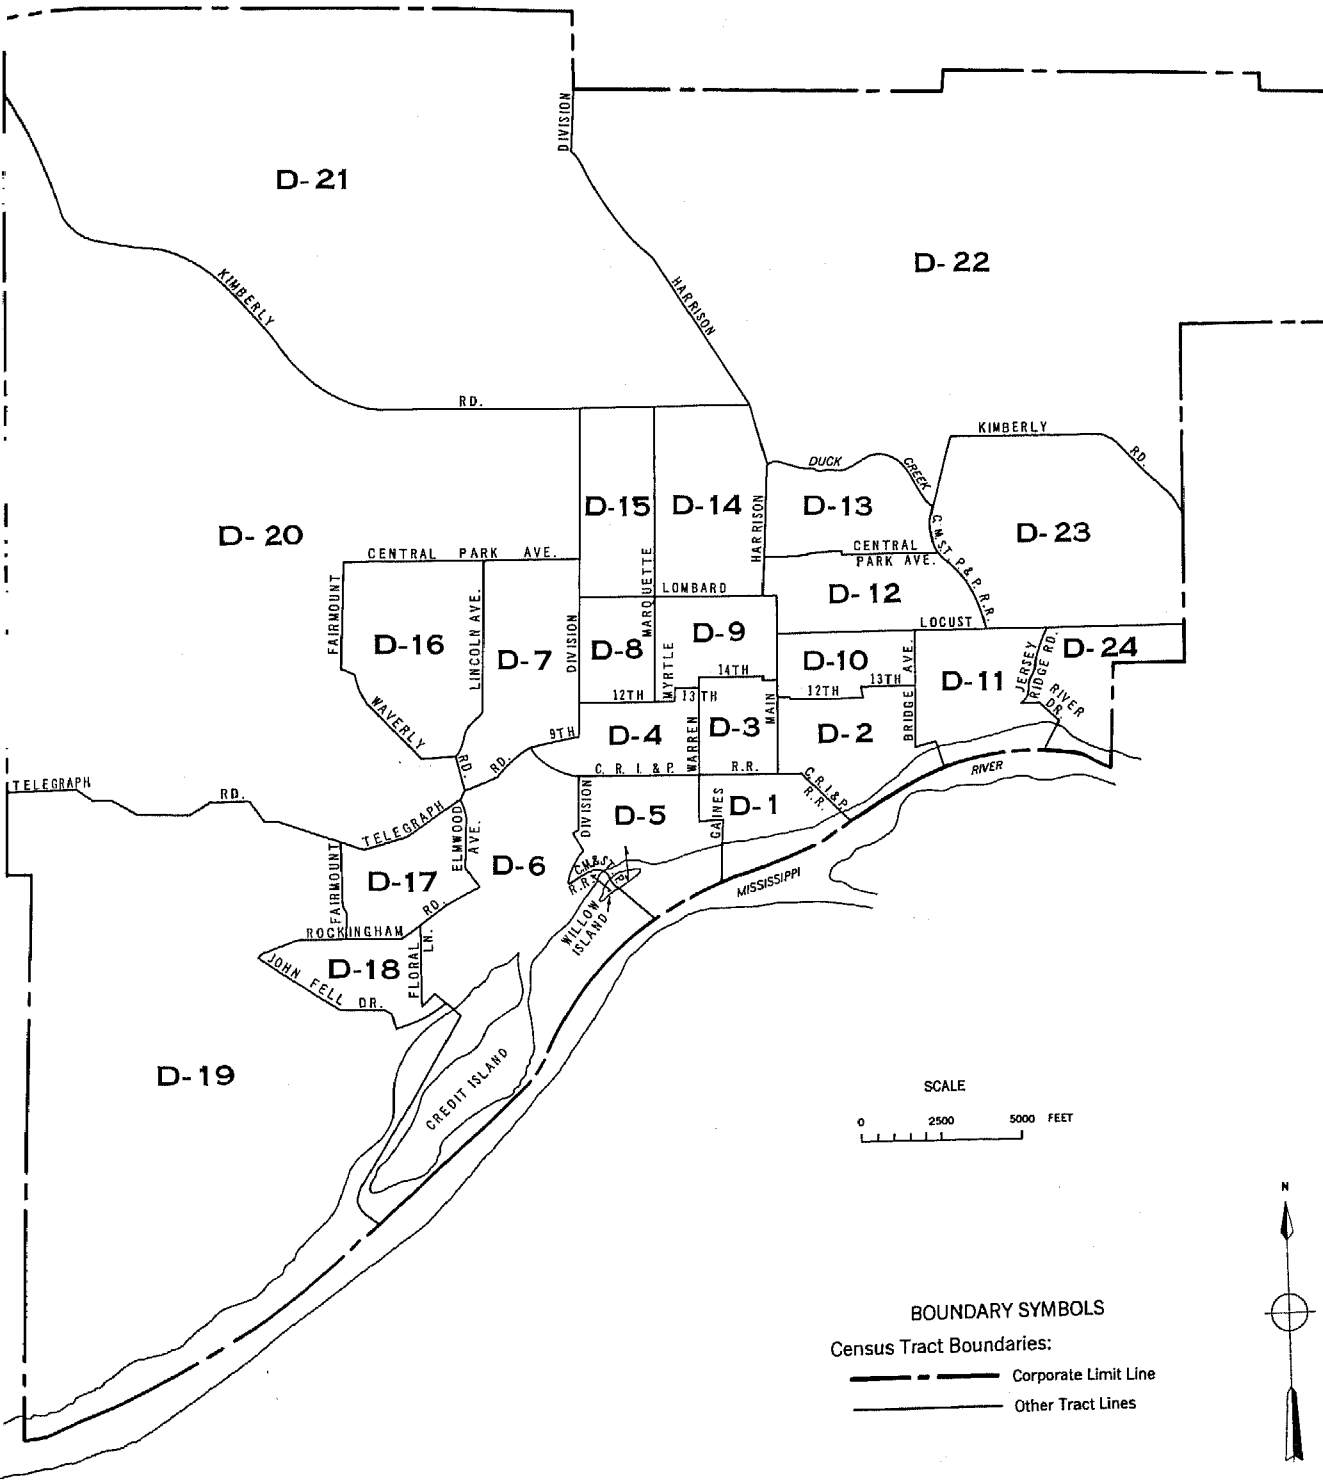 DIVISION
D-21
D-22
KIMBERLY
HARRISON
RD.
KIMBERLY
RD.
DUCK
CREEK
D-15
D-14
HARRISON
D-13
D-20
D-23
C.M.ST. P.& P. R.R.
CENTRAL PARK AVE.
CENTRAL
PARK AVE.
MARQUETTE
FAIRMOUNT
LINCOLN AVE.
LOMBARD
D-12
LOCUST
D-16
D-7
DIVISION
D-8
MYRTLE
D-9
D-10
BRIDGE AVE.
D-11
JERSEY
RIDGE RD.
D-24
14TH
12TH
13TH
12TH
13TH
RIVER
DR.
WAVERLY
RD.
9TH
RD.
D-4
WARREN
D-3
MAIN
D-2
C. R. I. & P. R.R.
C.R.I.&P.
R.R.
RIVER
TELEGRAPH RD.
TELEGRAPH
ELMWOOD
AVE.
DIVISION
D-5
GAINES
D-1
FAIRMOUNT
D-17
D-6
C.M.&ST.P.&P.
R.R.
MISSISSIPPI
RD.
ROCKINGHAM
WILLOW
ISLAND
JOHN FELL DR.
D-18
FLORAL
LN.
D-19
CREDIT ISLAND
SCALE
0 2500 5000 FEET
N
BOUNDARY SYMBOLS
Census Tract Boundaries:
Corporate Limit Line
Other Tract Lines